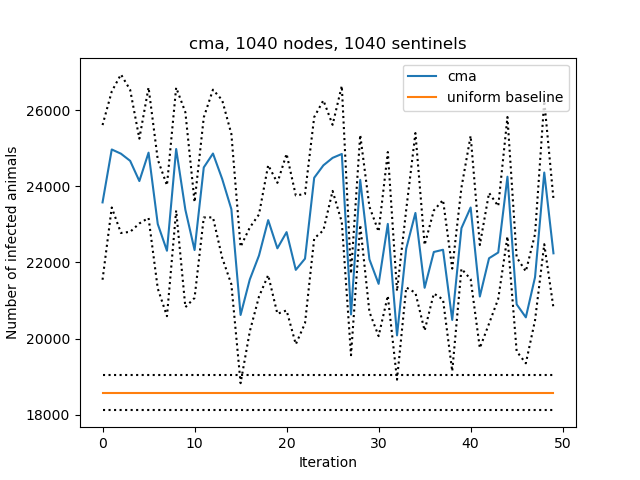 cma, 1040 nodes, 1040 sentinels
cma
uniform baseline
Number of infected animals
26000
24000
22000
20000
18000
0 10 20 30 40 50
Iteration